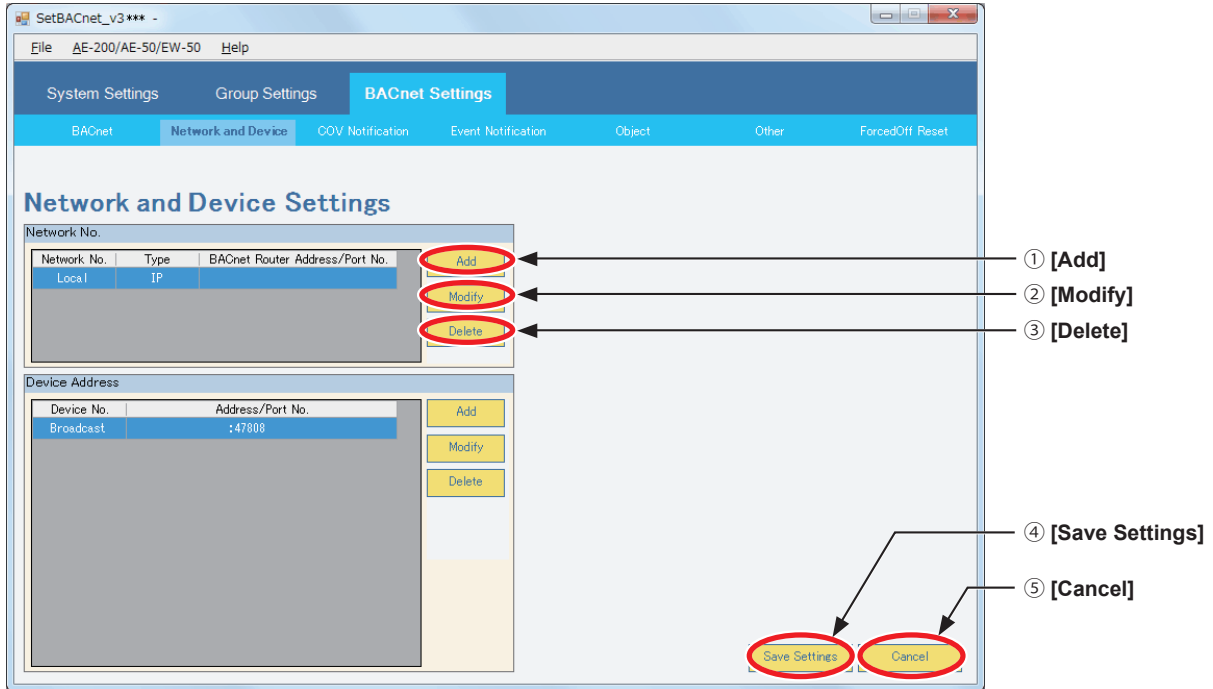 SetBACnet_v3*** -
File AE-200/AE-50/EW-50 Help
System Settings Group Settings BACnet Settings
BACnet Network and Device COV Notification Event Notification Object Other ForcedOff Reset
Network and Device Settings
Network No.
Network No. Type BACnet Router Address/Port No.
Local IP
Add
Modify
Delete
① [Add]
② [Modify]
③ [Delete]
Device Address
Device No. Address/Port No.
Broadcast :47808
Add
Modify
Delete
④ [Save Settings]
⑤ [Cancel]
Save Settings Cancel